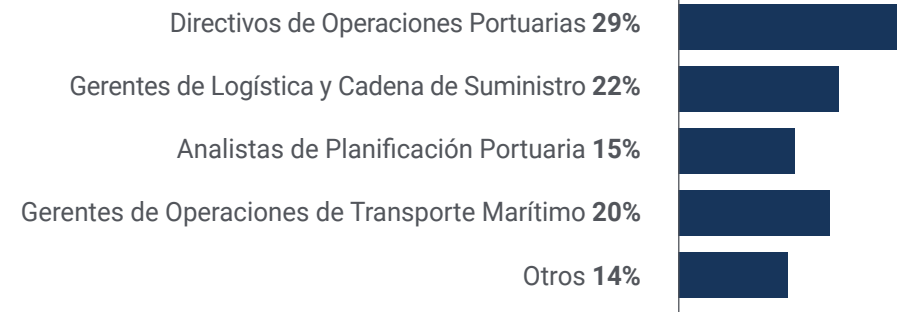 Directivos de Operaciones Portuarias 29%
Gerentes de Logística y Cadena de Suministro 22%
Analistas de Planificación Portuaria 15%
Gerentes de Operaciones de Transporte Marítimo 20%
Otros 14%